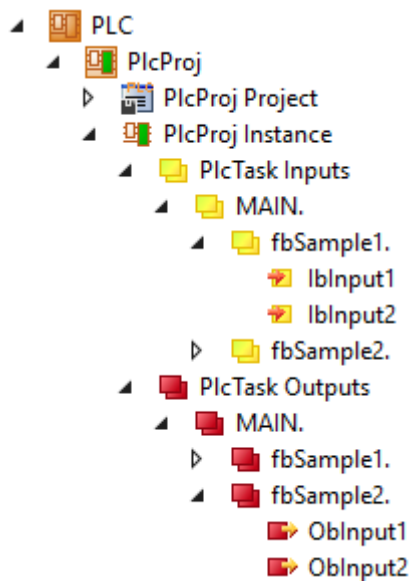 PLC
PlcProj
PlcProj Project
PlcProj Instance
PlcTask Inputs
MAIN.
fbSample1.
IbInput1
IbInput2
fbSample2.
PlcTask Outputs
MAIN.
fbSample1.
fbSample2.
ObInput1
ObInput2